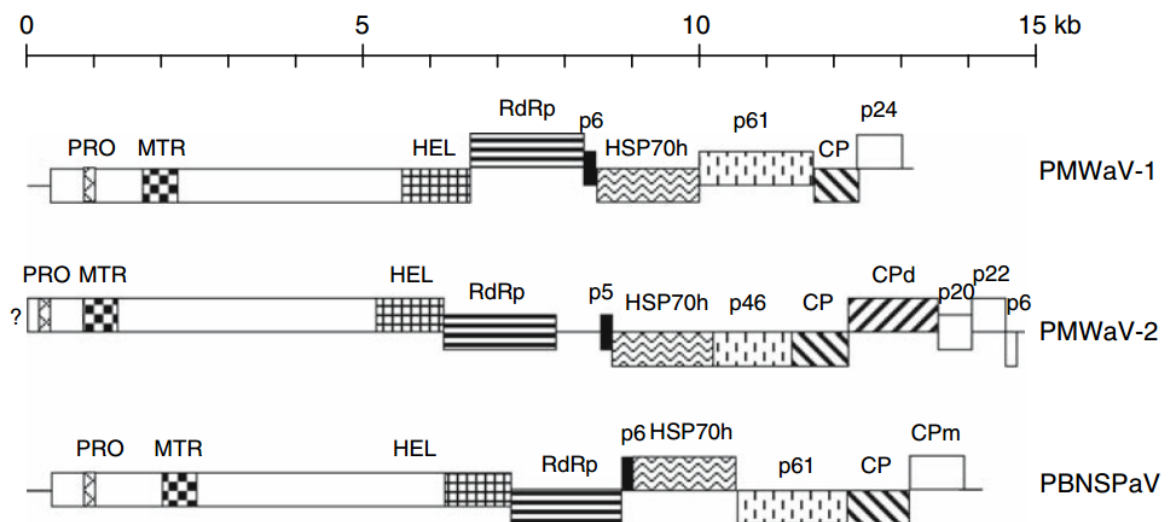 0 5 10 15 kb
RdRp p6 p24
PRO MTR HEL HSP70h p61 CP
PMWaV-1
PRO MTR HEL RdRp p5 HSP70h p46 CP CPd p20 p22 p6
?
PMWaV-2
PRO MTR HEL RdRp p6 HSP70h p61 CP CPm
PBNSPaV